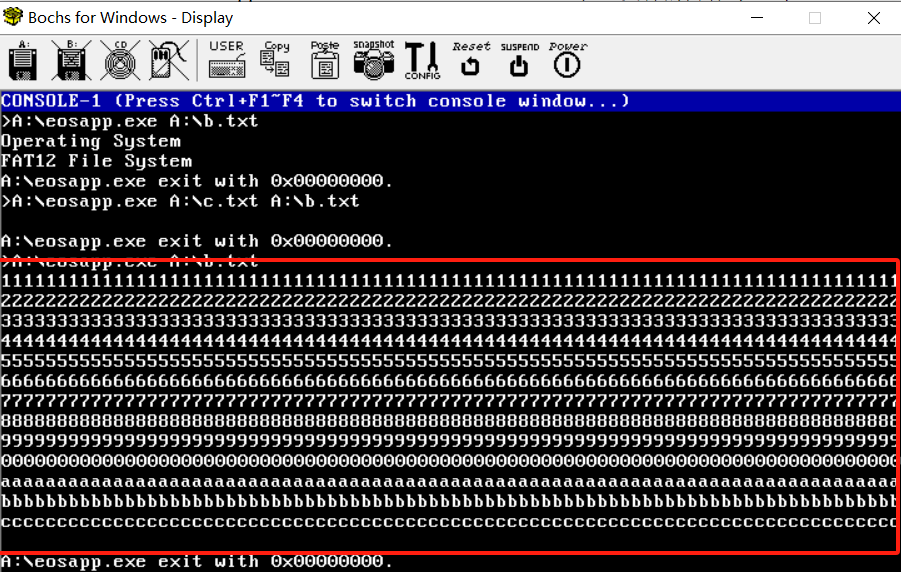 Bochs for Windows - Display
A: B: CD USER Copy Paste snapshot CONFIG Reset SUSPEND Power
CONSOLE-1 (Press Ctrl+F1~F4 to switch console window...)
>A:\eosapp.exe A:\b.txt
Operating System
FAT12 File System
A:\eosapp.exe exit with 0x00000000.
>A:\eosapp.exe A:\c.txt A:\b.txt
A:\eosapp.exe exit with 0x00000000.
>A:\eosapp.exe A:\b.txt
11111111111111111111111111111111111111111111111111111111111111111111111111111111
22222222222222222222222222222222222222222222222222222222222222222222222222222222
33333333333333333333333333333333333333333333333333333333333333333333333333333333
44444444444444444444444444444444444444444444444444444444444444444444444444444444
55555555555555555555555555555555555555555555555555555555555555555555555555555555
66666666666666666666666666666666666666666666666666666666666666666666666666666666
77777777777777777777777777777777777777777777777777777777777777777777777777777777
88888888888888888888888888888888888888888888888888888888888888888888888888888888
99999999999999999999999999999999999999999999999999999999999999999999999999999999
00000000000000000000000000000000000000000000000000000000000000000000000000000000
aaaaaaaaaaaaaaaaaaaaaaaaaaaaaaaaaaaaaaaaaaaaaaaaaaaaaaaaaaaaaaaaaaaaaaaaaaaaaaaa
bbbbbbbbbbbbbbbbbbbbbbbbbbbbbbbbbbbbbbbbbbbbbbbbbbbbbbbbbbbbbbbbbbbbbbbbbbbbbbbb
cccccccccccccccccccccccccccccccccccccccccccccccccccccccccccccccccccccccccccccccc
A:\eosapp.exe exit with 0x00000000.